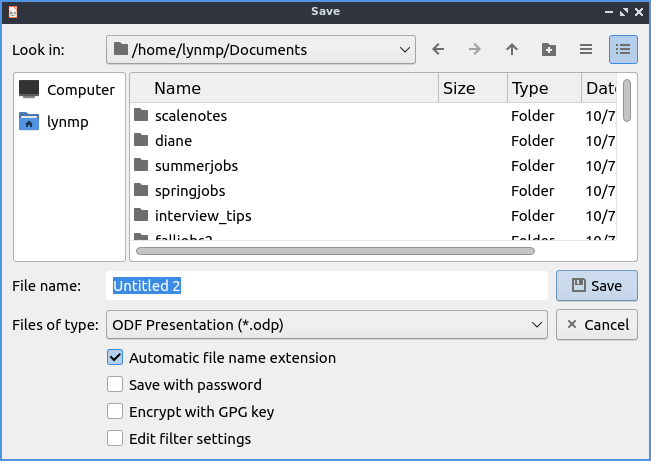 Save
Look in: /home/lynmp/Documents
Computer
lynmp
Name Size Type Date
scalenotes Folder 10/7
diane Folder 10/7
summerjobs Folder 10/7
springjobs Folder 10/7
interview_tips Folder 10/7
falljobs2 Folder 10/7
File name: Untitled 2 Save
Files of type: ODF Presentation (*.odp) Cancel
Automatic file name extension
Save with password
Encrypt with GPG key
Edit filter settings